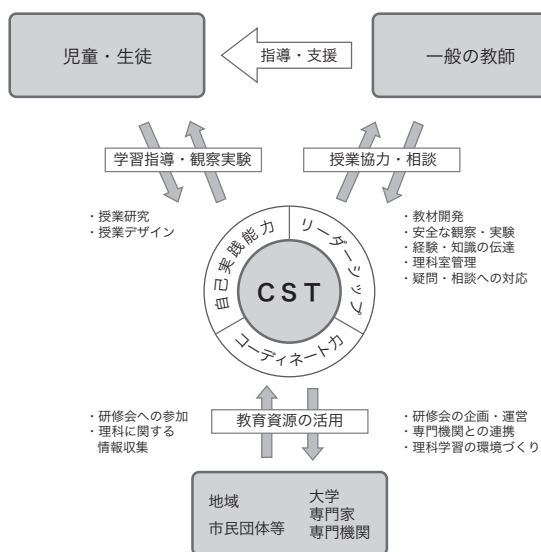 児童・生徒
指導・支援
一般の教師
学習指導・観察実験
授業協力・相談
・授業研究
・授業デザイン
・教材開発
・安全な観察・実験
・経験・知識の伝達
・理科室管理
・疑問・相談への対応
自己実践能力
リーダーシップ
CST
コーディネート力
・研修会への参加
・理科に関する
情報収集
教育資源の活用
・研修会の企画・運営
・専門機関との連携
・理科学習の環境づくり
地域
市民団体等
大学
専門家
専門機関